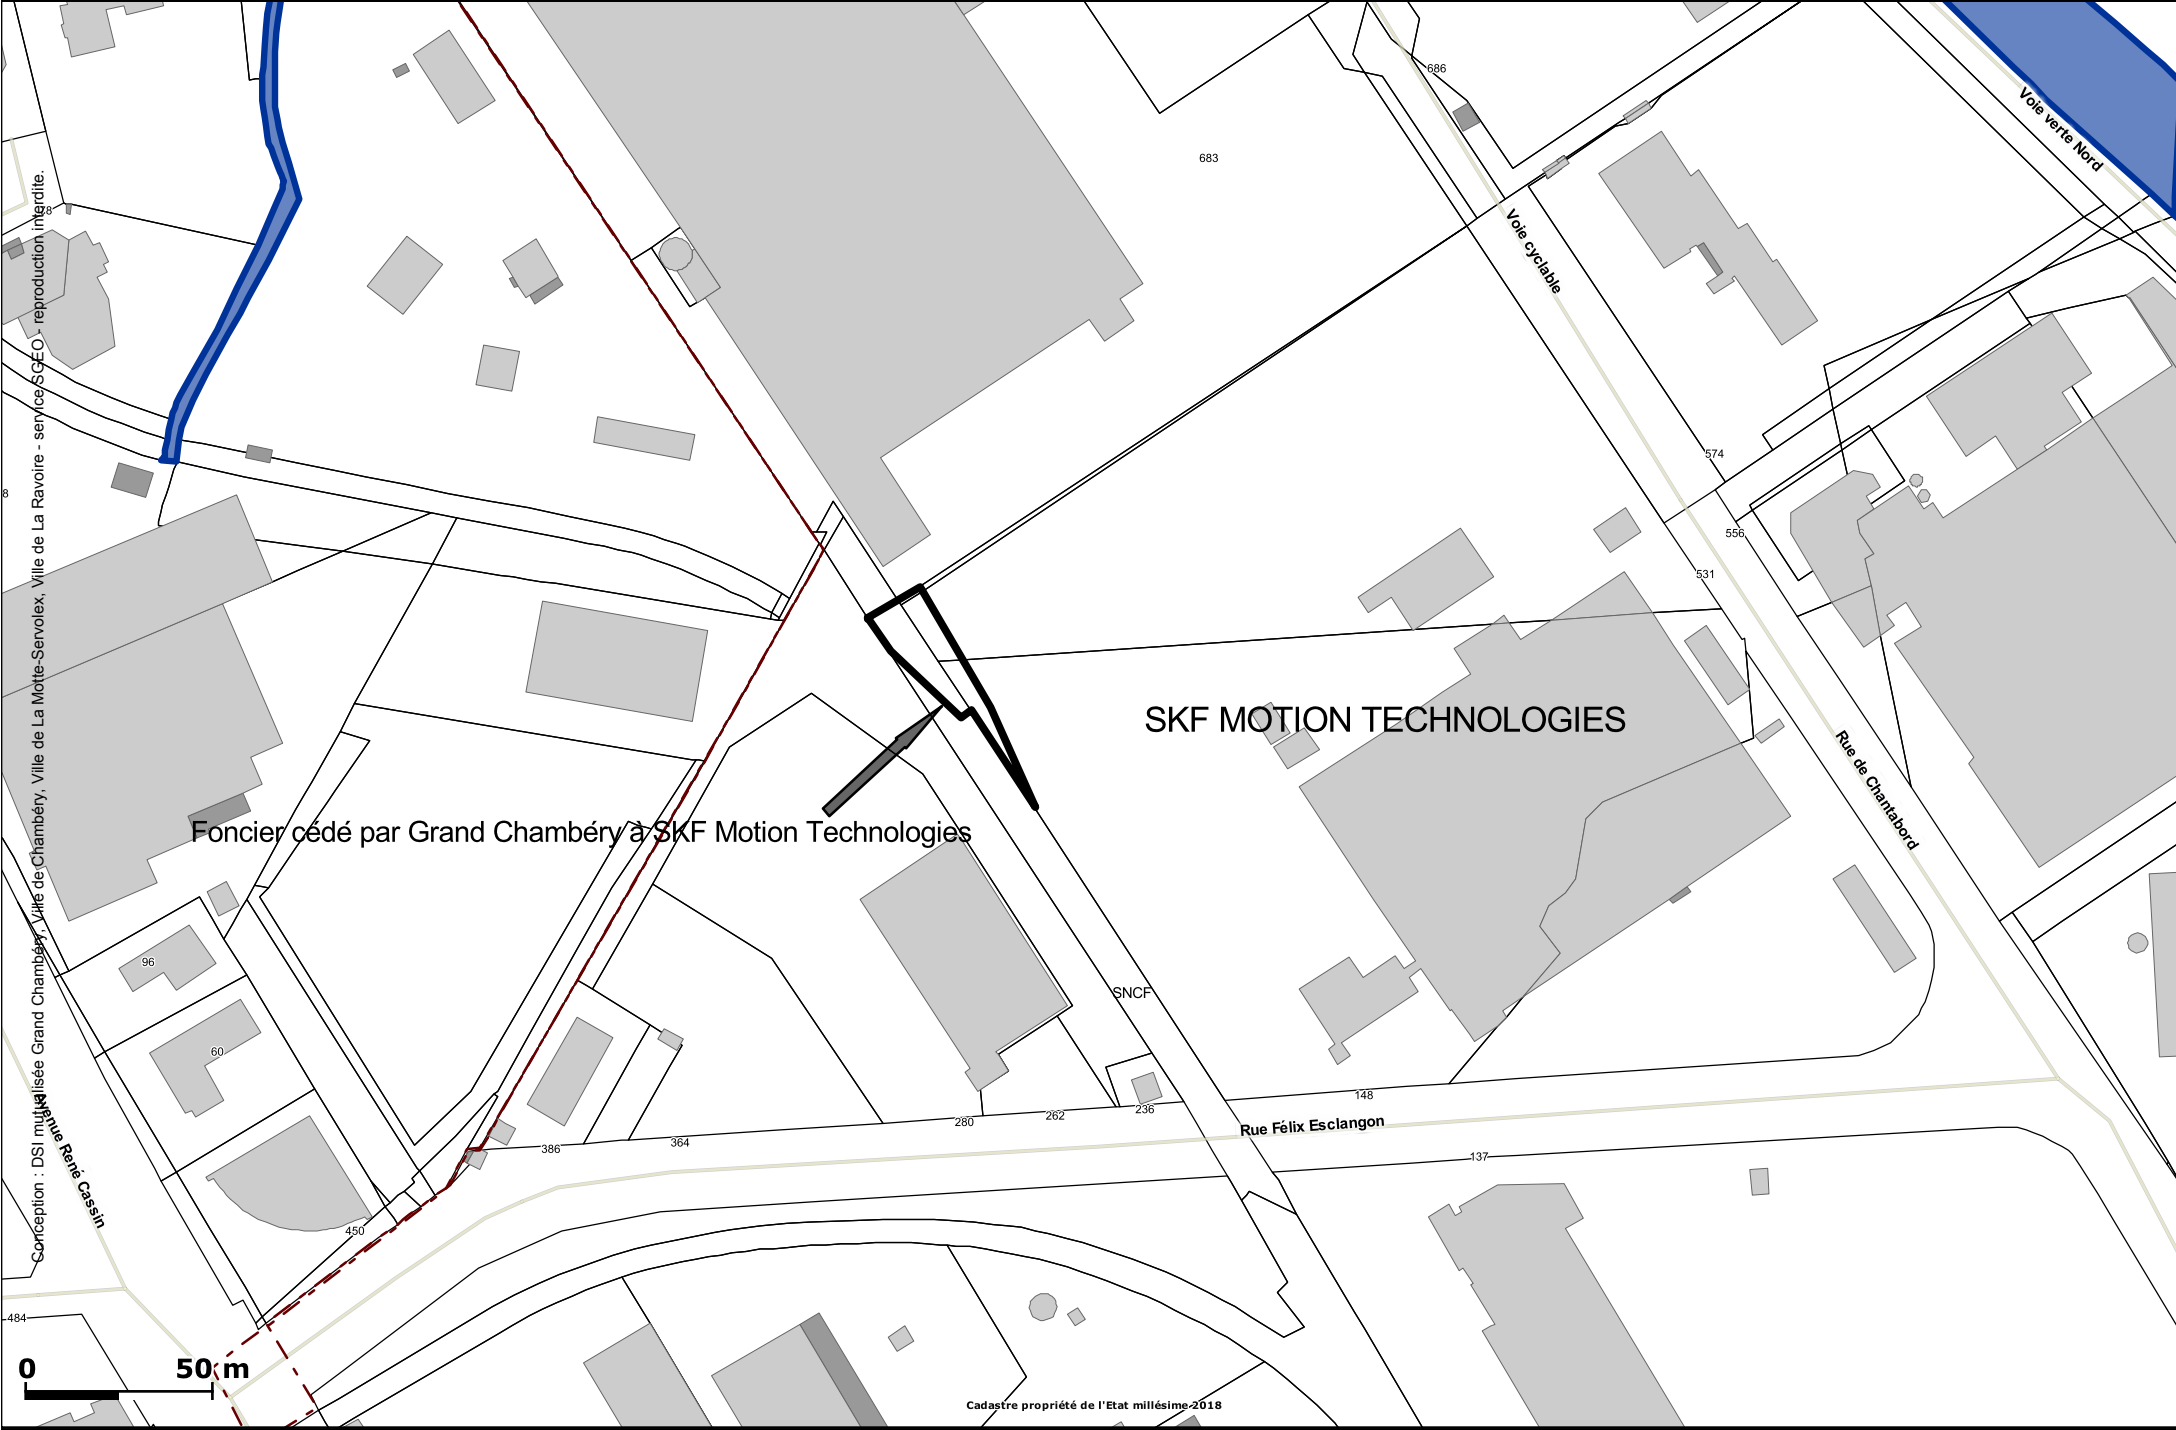 686
Voie verte Nord
683
78
Voie cyclable
574
8
556
531
SKF MOTION TECHNOLOGIES
Rue de Chantabord
Foncier cédé par Grand Chambéry à SKF Motion Technologies
96
SNCF
60
148
236
262
280
Rue Félix Esclangon
364
386
137
Avenue René Cassin
450
484
0 50 m
Cadastre propriété de l'Etat millésime 2018
Conception : DSI mutualisée Grand Chambéry, Ville de Chambéry, Ville de La Motte-Servolex, Ville de La Ravoire - service SGEO - reproduction interdite.